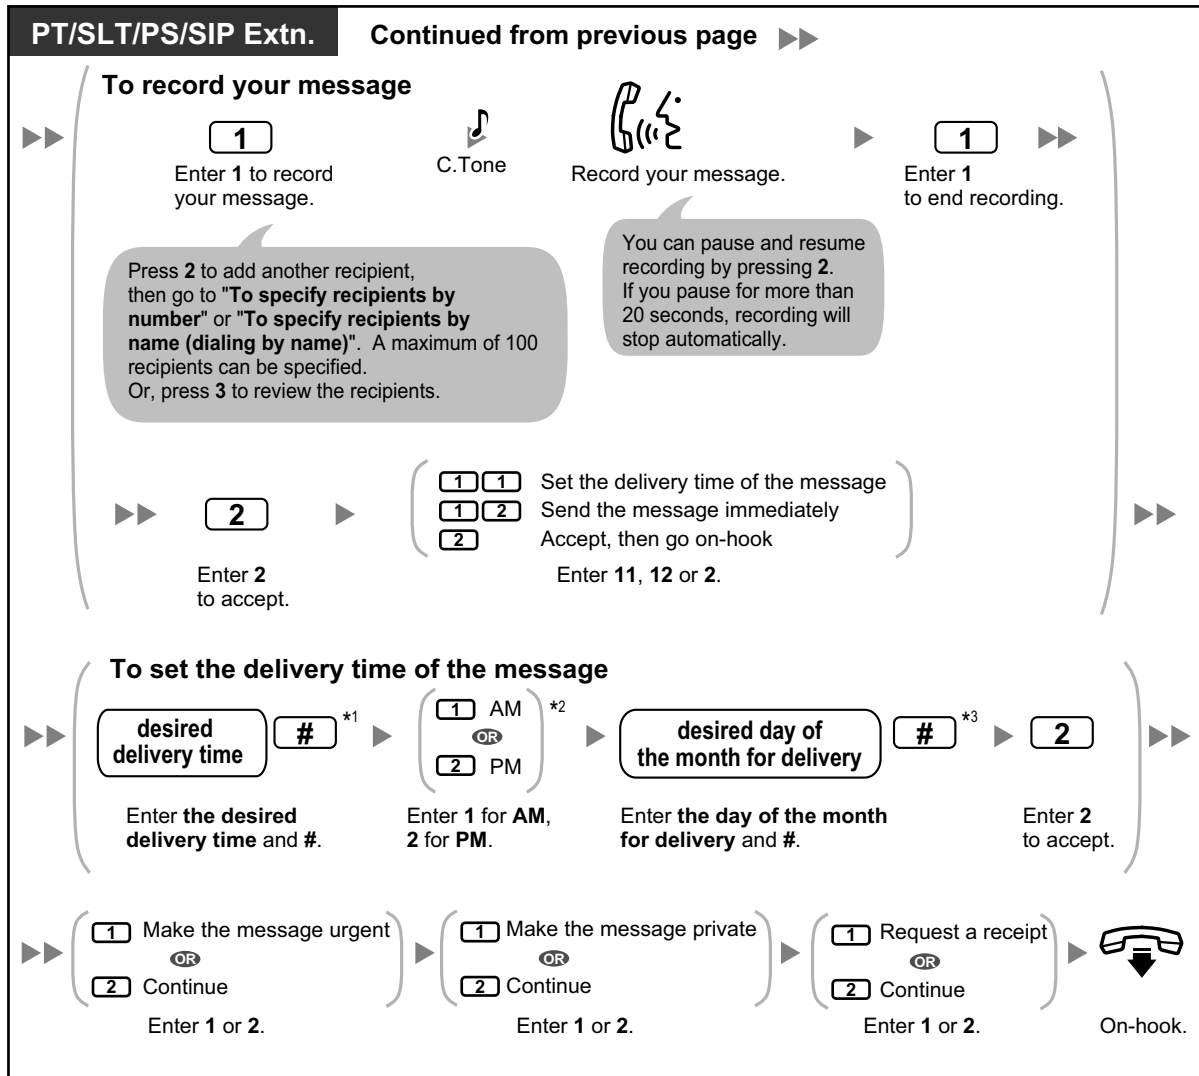 PT/SLT/PS/SIP Extn. Continued from previous page
To record your message
1 1
C.Tone
Enter 1 to record Record your message. Enter 1
your message. to end recording.
You can pause and resume
recording by pressing 2.
If you pause for more than
20 seconds, recording will
stop automatically.
Press 2 to add another recipient,
then go to "To specify recipients by
number" or "To specify recipients by
name (dialing by name)". A maximum of 100
recipients can be specified.
Or, press 3 to review the recipients.
1 1 Set the delivery time of the message
2 1 2 Send the message immediately
2 Accept, then go on-hook
Enter 2 Enter 11, 12 or 2.
to accept.
To set the delivery time of the message
desired delivery time # *1
1 AM *2
OR
2 PM
desired day of
the month for delivery # *3
2
Enter the desired
delivery time and #.
Enter 1 for AM,
2 for PM.
Enter the day of the month
for delivery and #.
Enter 2
to accept.
1 Make the message urgent
OR
2 Continue
Enter 1 or 2.
1 Make the message private
OR
2 Continue
Enter 1 or 2.
1 Request a receipt
OR
2 Continue
Enter 1 or 2.
On-hook.